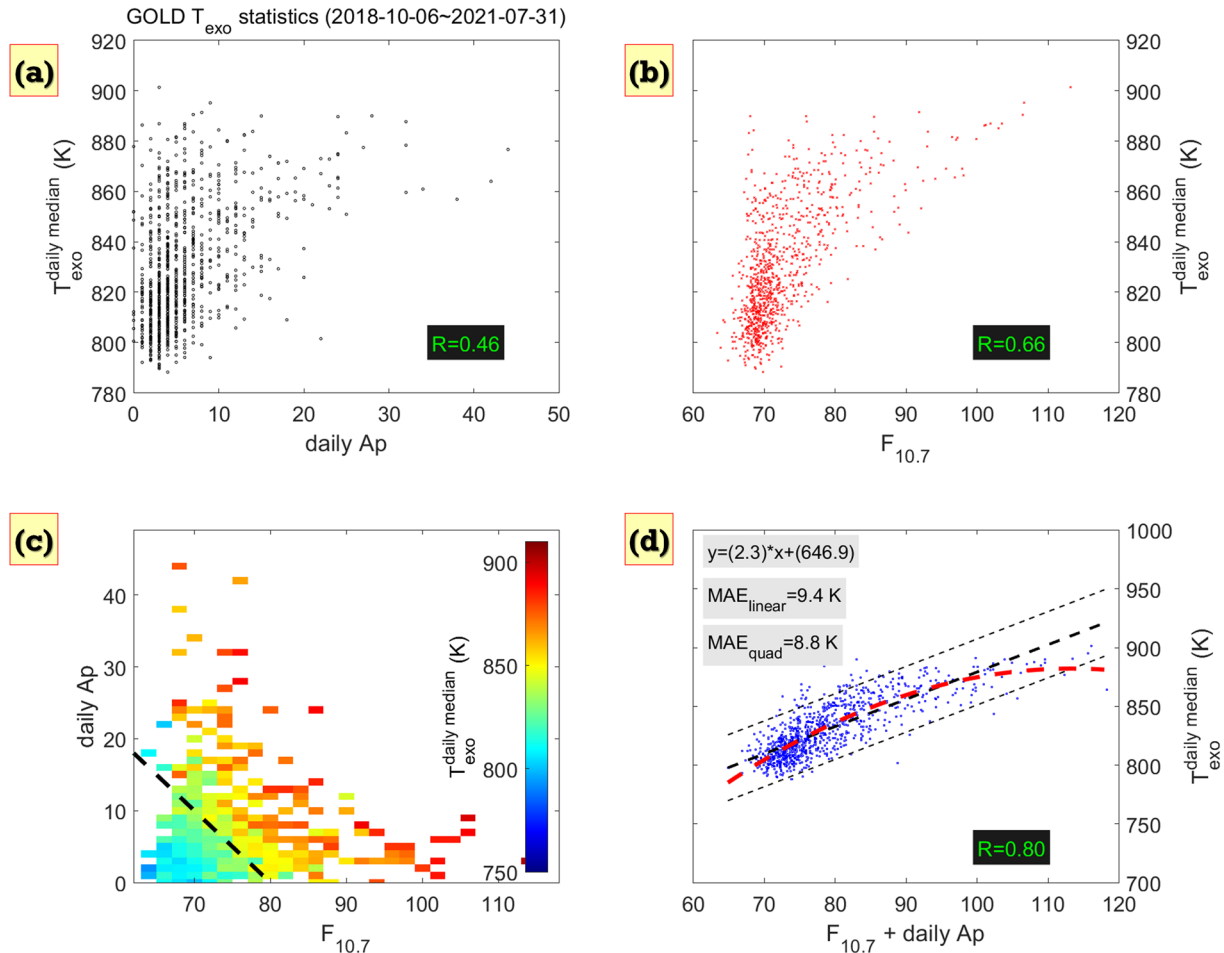 GOLD T_exo statistics (2018-10-06~2021-07-31)
(a)
920
900
880
860
840
820
800
780
T_exo^daily median (K)
0 10 20 30 40 50
daily Ap
R=0.46
(b)
920
900
880
860
840
820
800
780
T_exo^daily median (K)
60 70 80 90 100 110 120
F_10.7
R=0.66
(c)
40
30
20
10
0
daily Ap
70 80 90 100 110
F_10.7
900
850
800
750
T_exo^daily median (K)
(d)
y=(2.3)*x+(646.9)
MAE_linear=9.4 K
MAE_quad=8.8 K
1000
950
900
850
800
750
700
T_exo^daily median (K)
R=0.80
60 70 80 90 100 110 120
F_10.7 + daily Ap